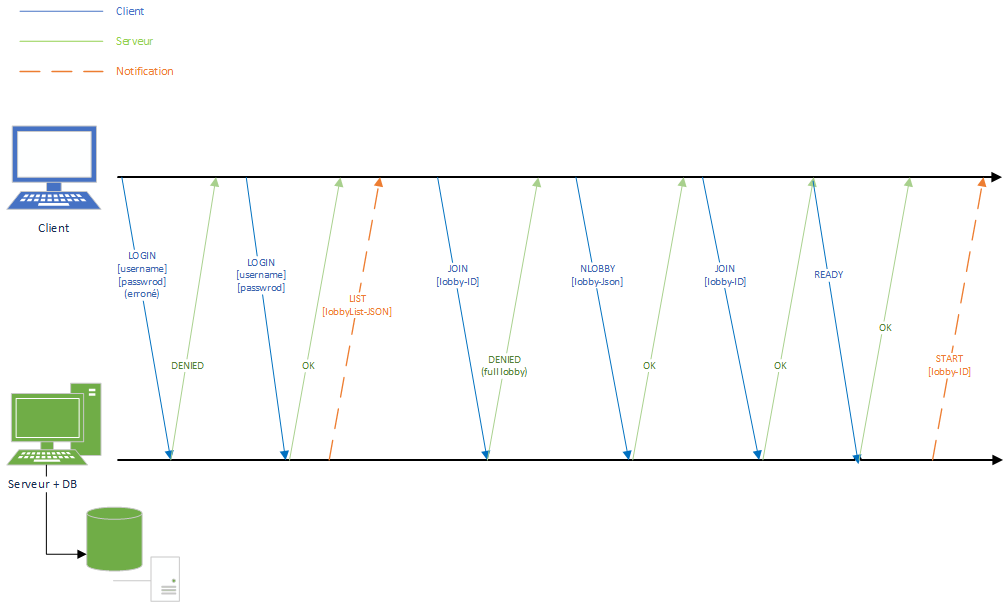 Client
Serveur
Notification
Client
LOGIN
[username]
[passwrod]
(erroné)
DENIED
LOGIN
[username]
[passwrod]
OK
LIST
[lobbyList-JSON]
JOIN
[lobby-ID]
DENIED
(full lobby)
NLOBBY
[lobby-Json]
OK
JOIN
[lobby-ID]
OK
READY
OK
START
[lobby-ID]
Serveur + DB